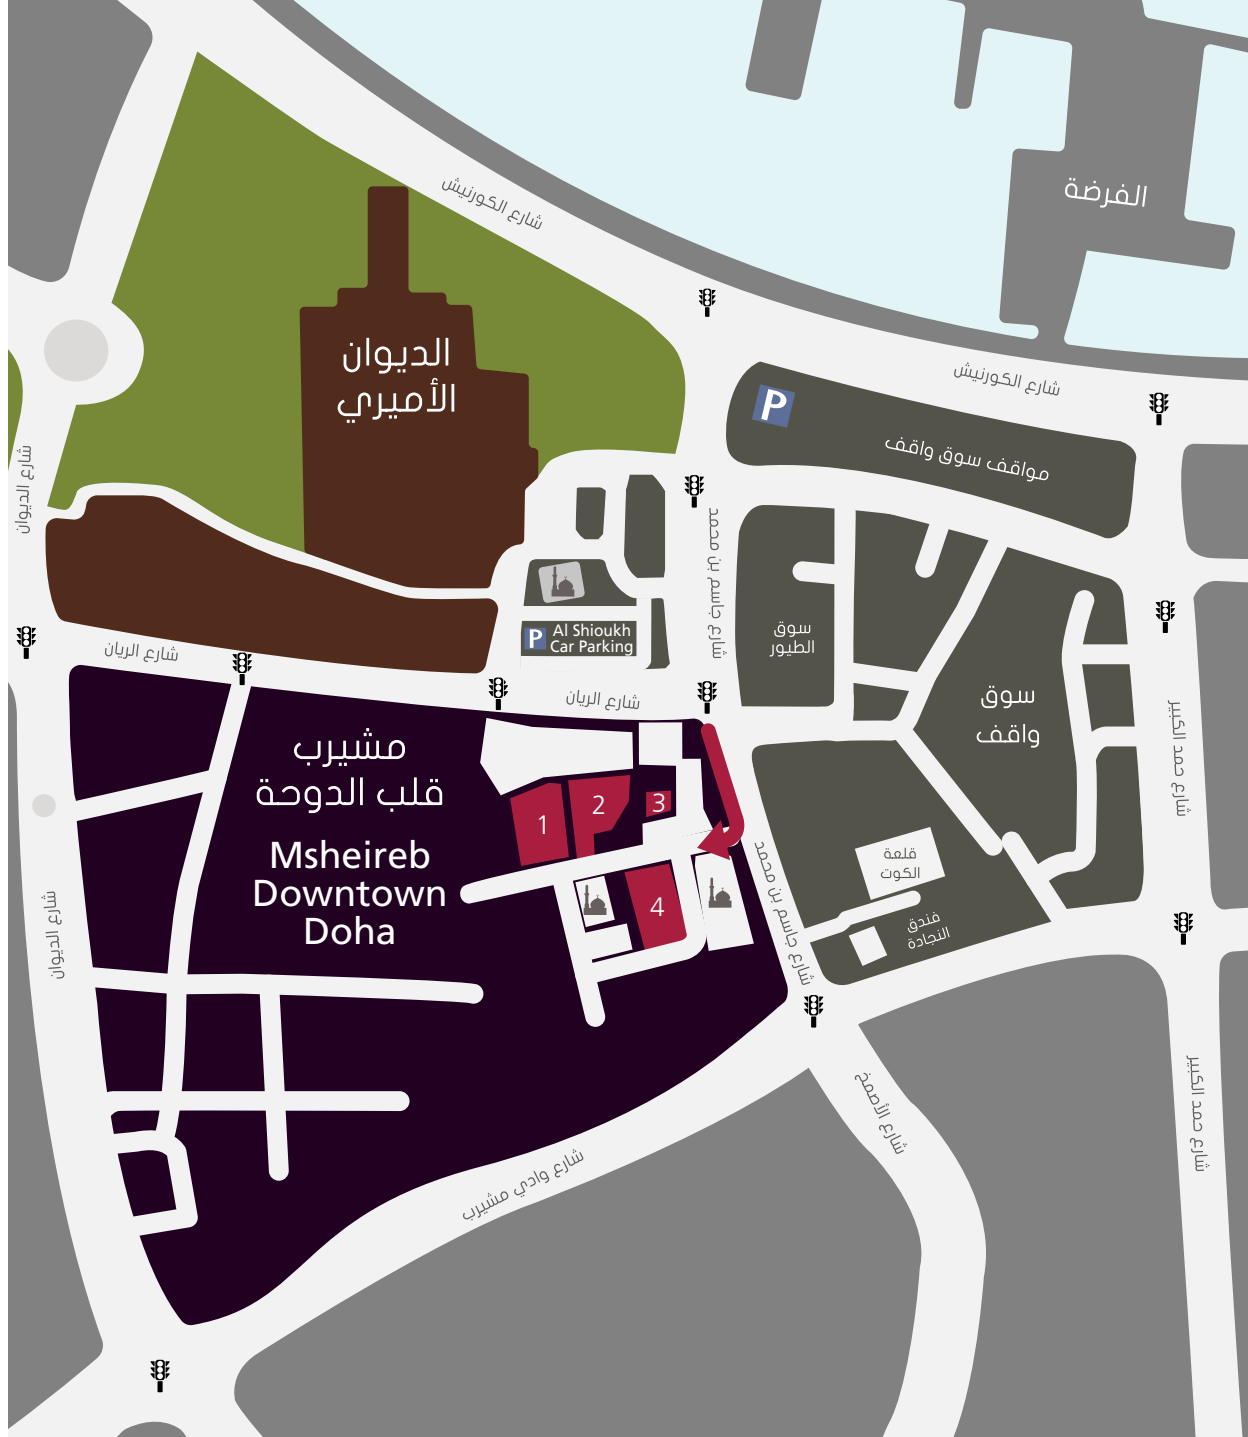 الفرضة
شارع الكورنيش
شارع الكورنيش
الديوان
الأميري
P
مواقف سوق واقف
شارع الديوان
شارع جاسم بن محمد
سوق
الطيور
P Al Shioukh
Car Parking
شارع الريان
شارع الريان
سوق
واقف
شارع حمد الكبير
مشيرب
قلب الدوحة
Msheireb
Downtown
Doha
1
2
3
4
قلعة
الكوت
فندق
النجادة
شارع جاسم بن محمد
شارع الديوان
شارع الأصمخ
شارع حمد الكبير
شارع وادي مشيرب